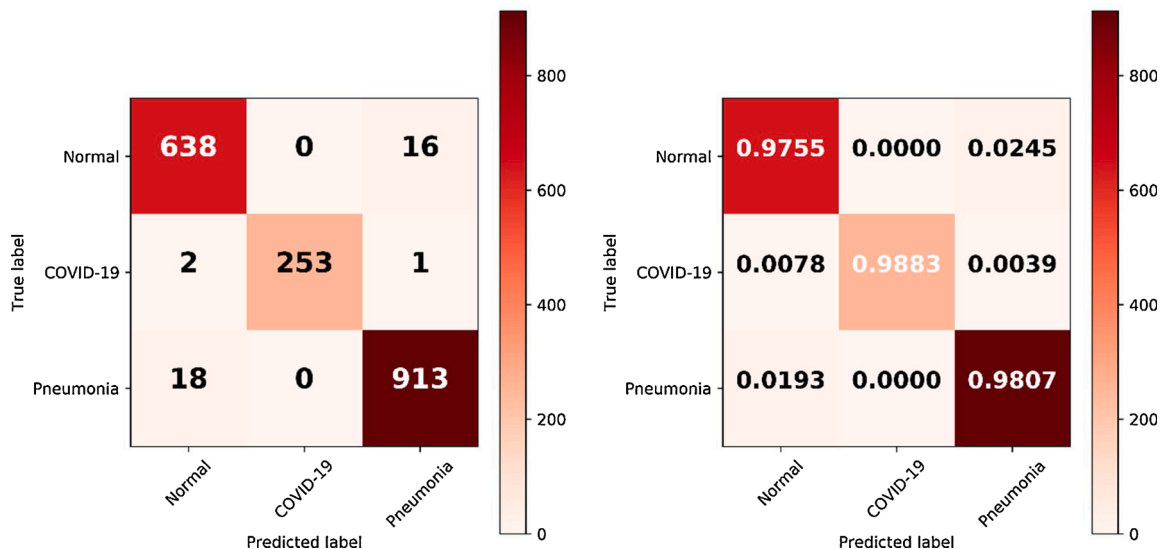 800
600
400
200
0
Normal
COVID-19
Pneumonia
True label
638 0 16
2 253 1
18 0 913
Normal COVID-19 Pneumonia
Predicted label
800
600
400
200
0
Normal
COVID-19
Pneumonia
True label
0.9755 0.0000 0.0245
0.0078 0.9883 0.0039
0.0193 0.0000 0.9807
Normal COVID-19 Pneumonia
Predicted label